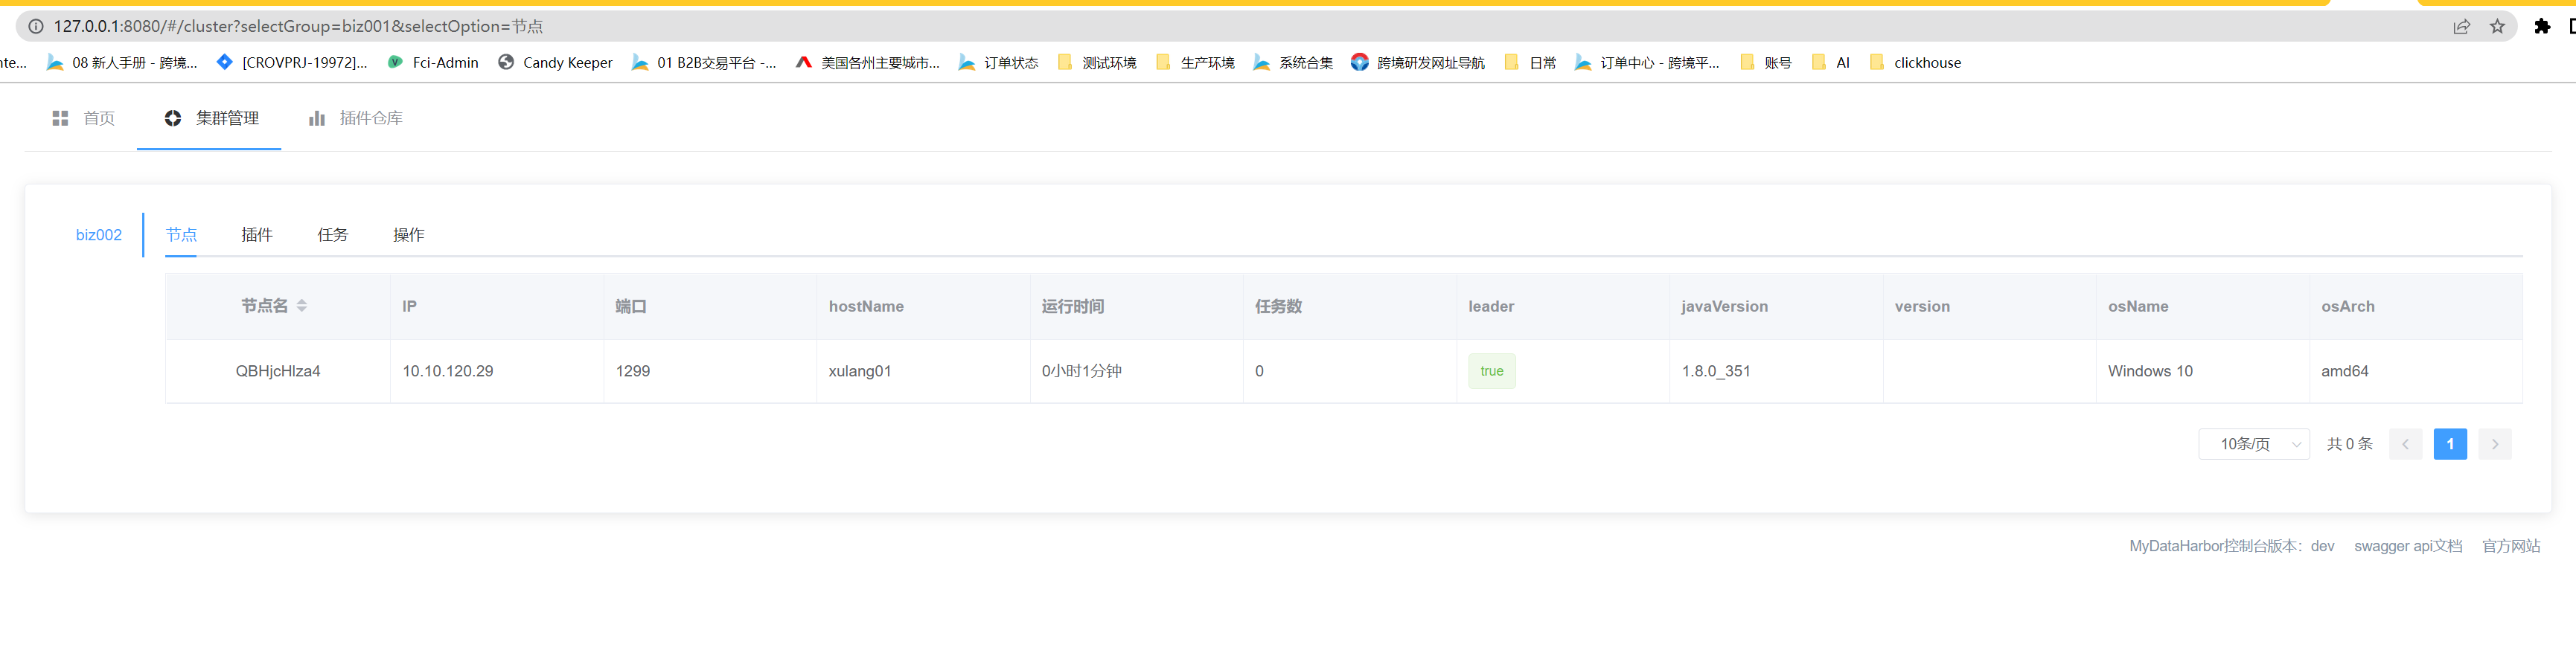 127.0.0.1:8080/#/cluster?selectGroup=biz001&selectOption=节点
nte... 08 新人手册 - 跨境... [CROVPRJ-19972]... Fci-Admin Candy Keeper 01 B2B交易平台 -... 美国各州主要城市... 订单状态 测试环境 生产环境 系统合集 跨境研发网址导航 日常 订单中心 - 跨境平... 账号 AI clickhouse
首页 集群管理 插件仓库
biz002 节点 插件 任务 操作
节点名 IP 端口 hostName 运行时间 任务数 leader javaVersion version osName osArch
QBHjcHlza4 10.10.120.29 1299 xulang01 0小时1分钟 0 true 1.8.0_351 Windows 10 amd64
10条/页 共 0 条 1
MyDataHarbor控制台版本：dev swagger api文档 官方网站